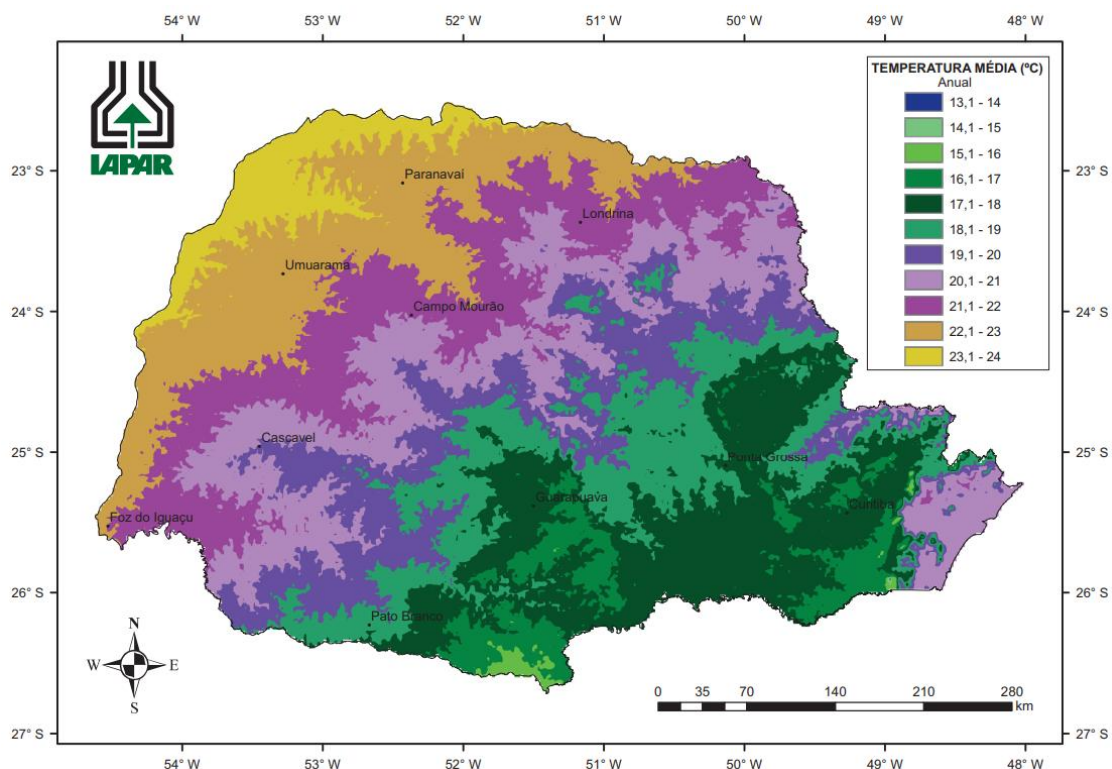 54° W 53° W 52° W 51° W 50° W 49° W 48° W
IAPAR
TEMPERATURA MÉDIA (ºC)
Anual
13,1 - 14
14,1 - 15
15,1 - 16
16,1 - 17
17,1 - 18
18,1 - 19
19,1 - 20
20,1 - 21
21,1 - 22
22,1 - 23
23,1 - 24
23° S 23° S
Paranavaí
Londrina
Umuarama
24° S 24° S
Campo Mourão
Cascavel
25° S 25° S
Ponta Grossa
Guarapuava
Curitiba
Foz do Iguaçu
26° S 26° S
Pato Branco
N
W E
S
0 35 70 140 210 280
km
27° S 27° S
54° W 53° W 52° W 51° W 50° W 49° W 48° W